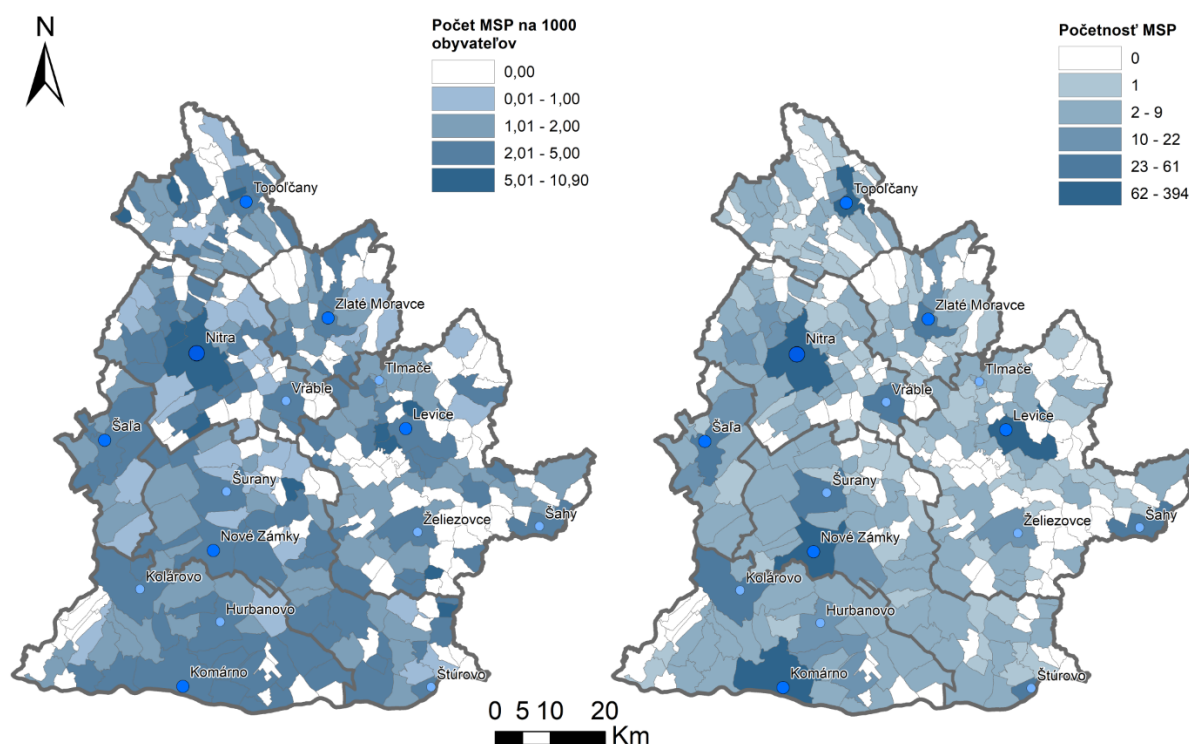 N
Počet MSP na 1000
obyvateľov
0,00
0,01 - 1,00
1,01 - 2,00
2,01 - 5,00
5,01 - 10,90
Topoľčany
Zlaté Moravce
Nitra
Tlmače
Vráble
Levice
Šaľa
Šurany
Želiezovce
Šahy
Nové Zámky
Kolárovo
Hurbanovo
Komárno
Štúrovo
Početnosť MSP
0
1
2 - 9
10 - 22
23 - 61
62 - 394
Topoľčany
Zlaté Moravce
Nitra
Tlmače
Vráble
Levice
Šaľa
Šurany
Želiezovce
Šahy
Nové Zámky
Kolárovo
Hurbanovo
Komárno
Štúrovo
0 5 10 20
Km